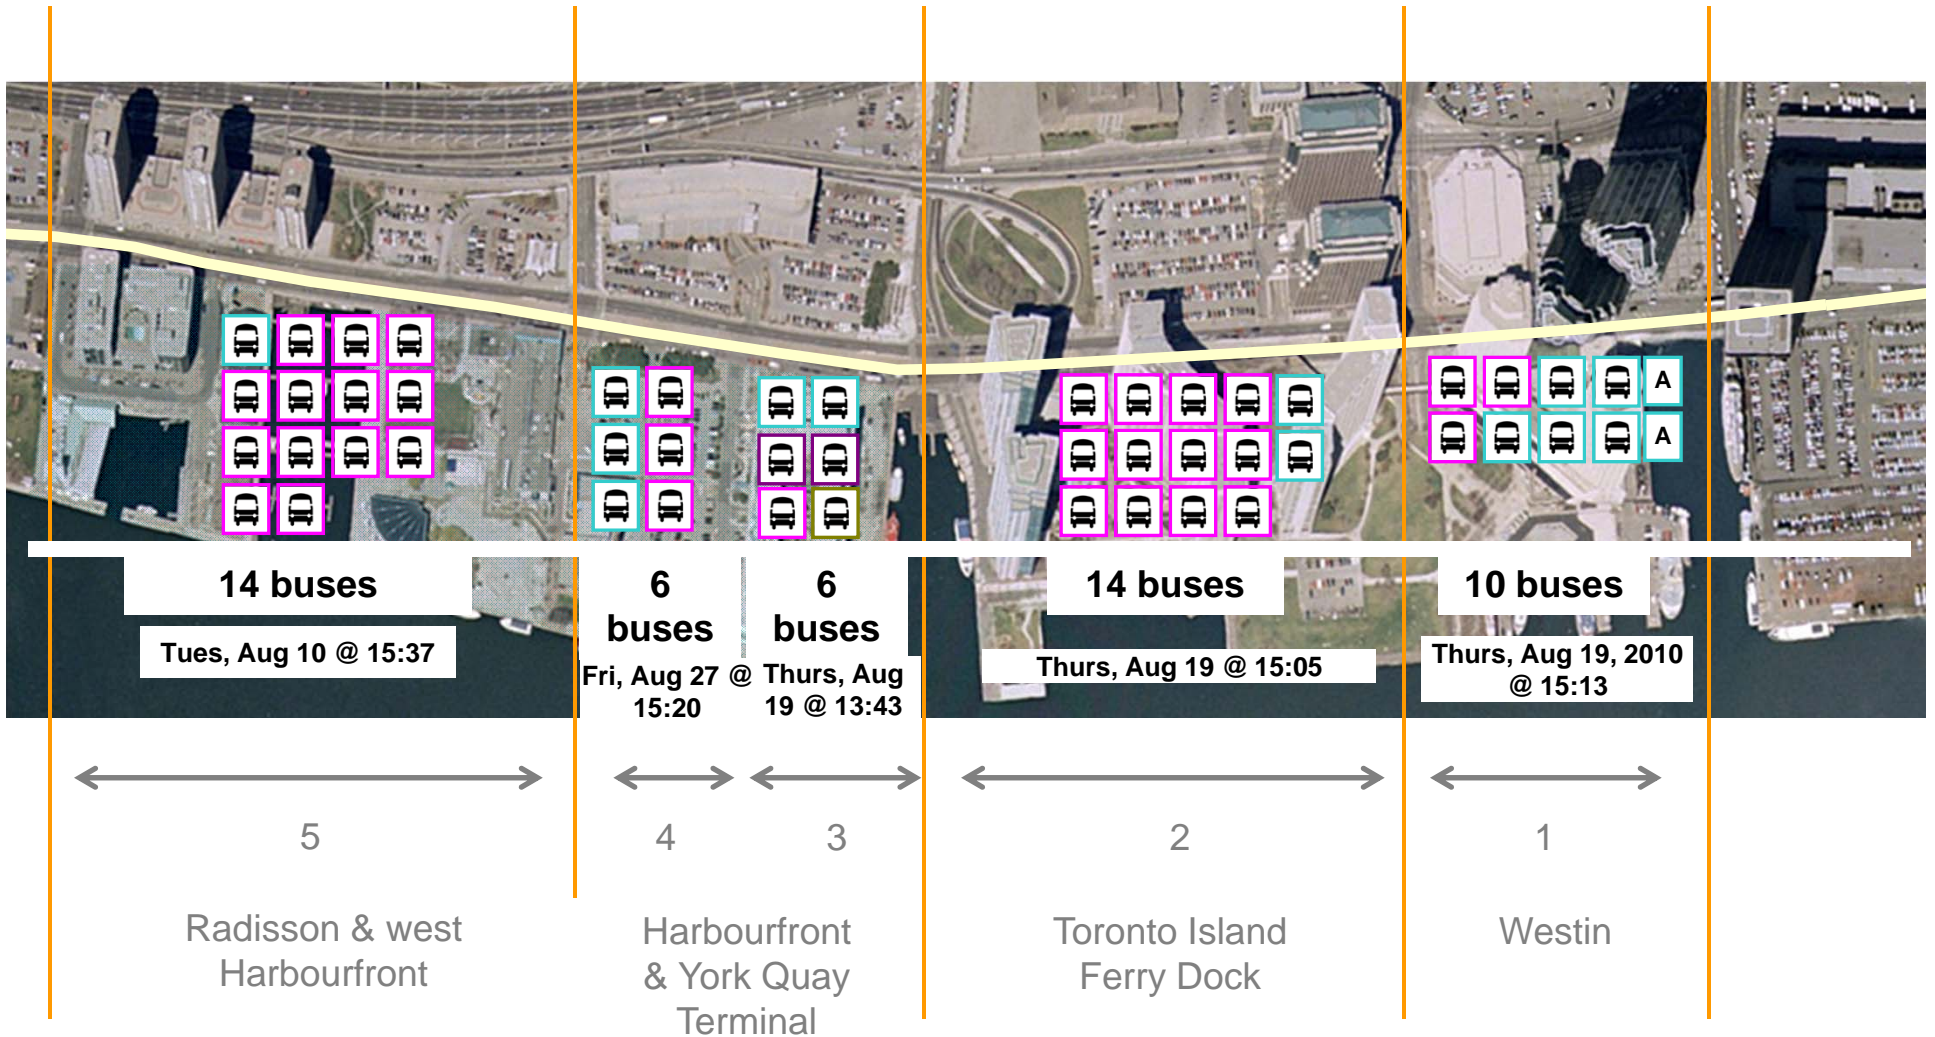 A
A
14 buses
Tues, Aug 10 @ 15:37
6
buses
Fri, Aug 27 @
15:20
6
buses
Thurs, Aug
19 @ 13:43
14 buses
Thurs, Aug 19 @ 15:05
10 buses
Thurs, Aug 19, 2010
@ 15:13
5
4
3
2
1
Radisson & west
Harbourfront
Harbourfront
& York Quay
Terminal
Toronto Island
Ferry Dock
Westin